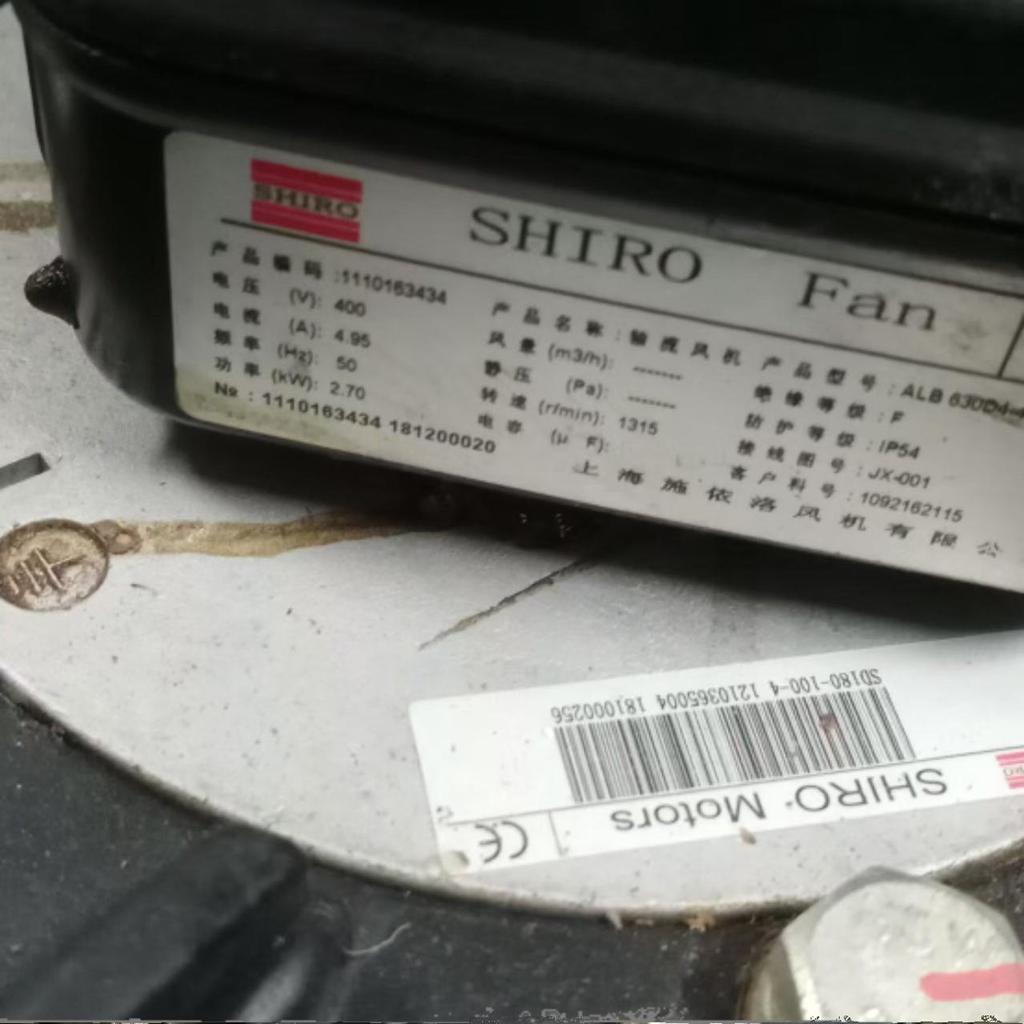 SHIRO
SHIRO Fan
产品编码:1110163434
电压 (V): 400
电流 (A): 4.95
频率 (Hz): 50
功率 (kW): 2.70
№:1110163434 181200020
产品名称:轴流风机
风量 (m3/h): -------
静压 (Pa): -------
转速 (r/min): 1315
电容 (μ F):
产品型号:ALB 630D4-4
绝缘等级:F
防护等级:IP54
接线图号:JX-001
客户料号:1092162115
上海施依洛风机有限公
SHIRO
SHIRO Motors
CE
SD180-100-4 1210365004 181000256